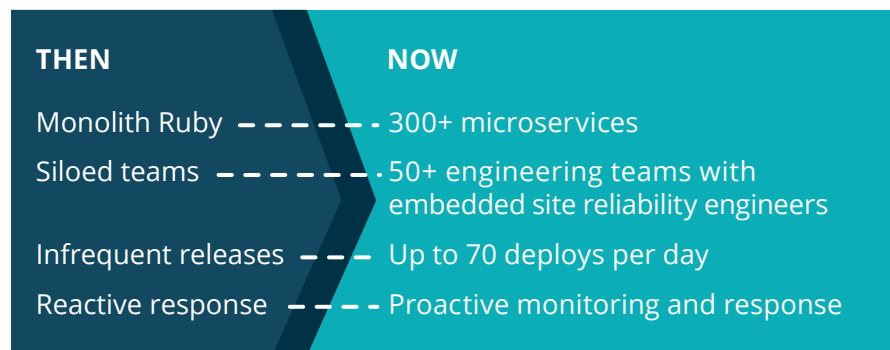 THEN NOW
Monolith Ruby 300+ microservices
Siloed teams 50+ engineering teams with
embedded site reliability engineers
Infrequent releases Up to 70 deploys per day
Reactive response Proactive monitoring and response